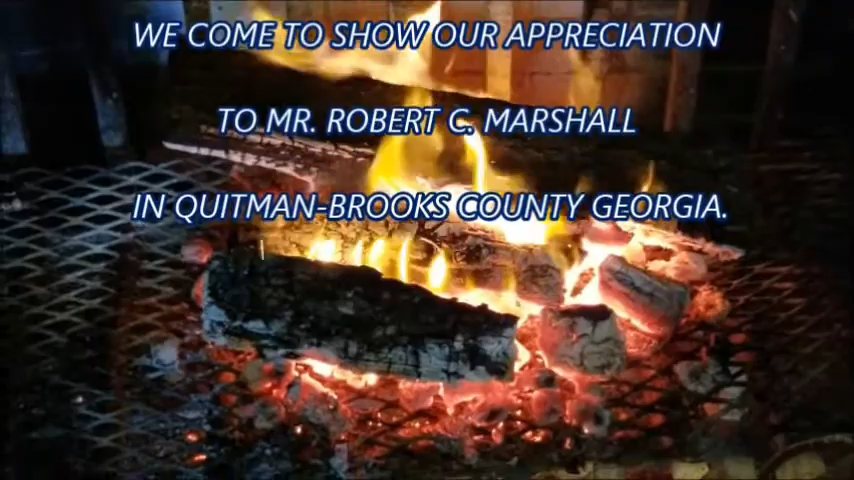 WE COME TO SHOW OUR APPRECIATION
TO MR. ROBERT C. MARSHALL
IN QUITMAN-BROOKS COUNTY GEORGIA.